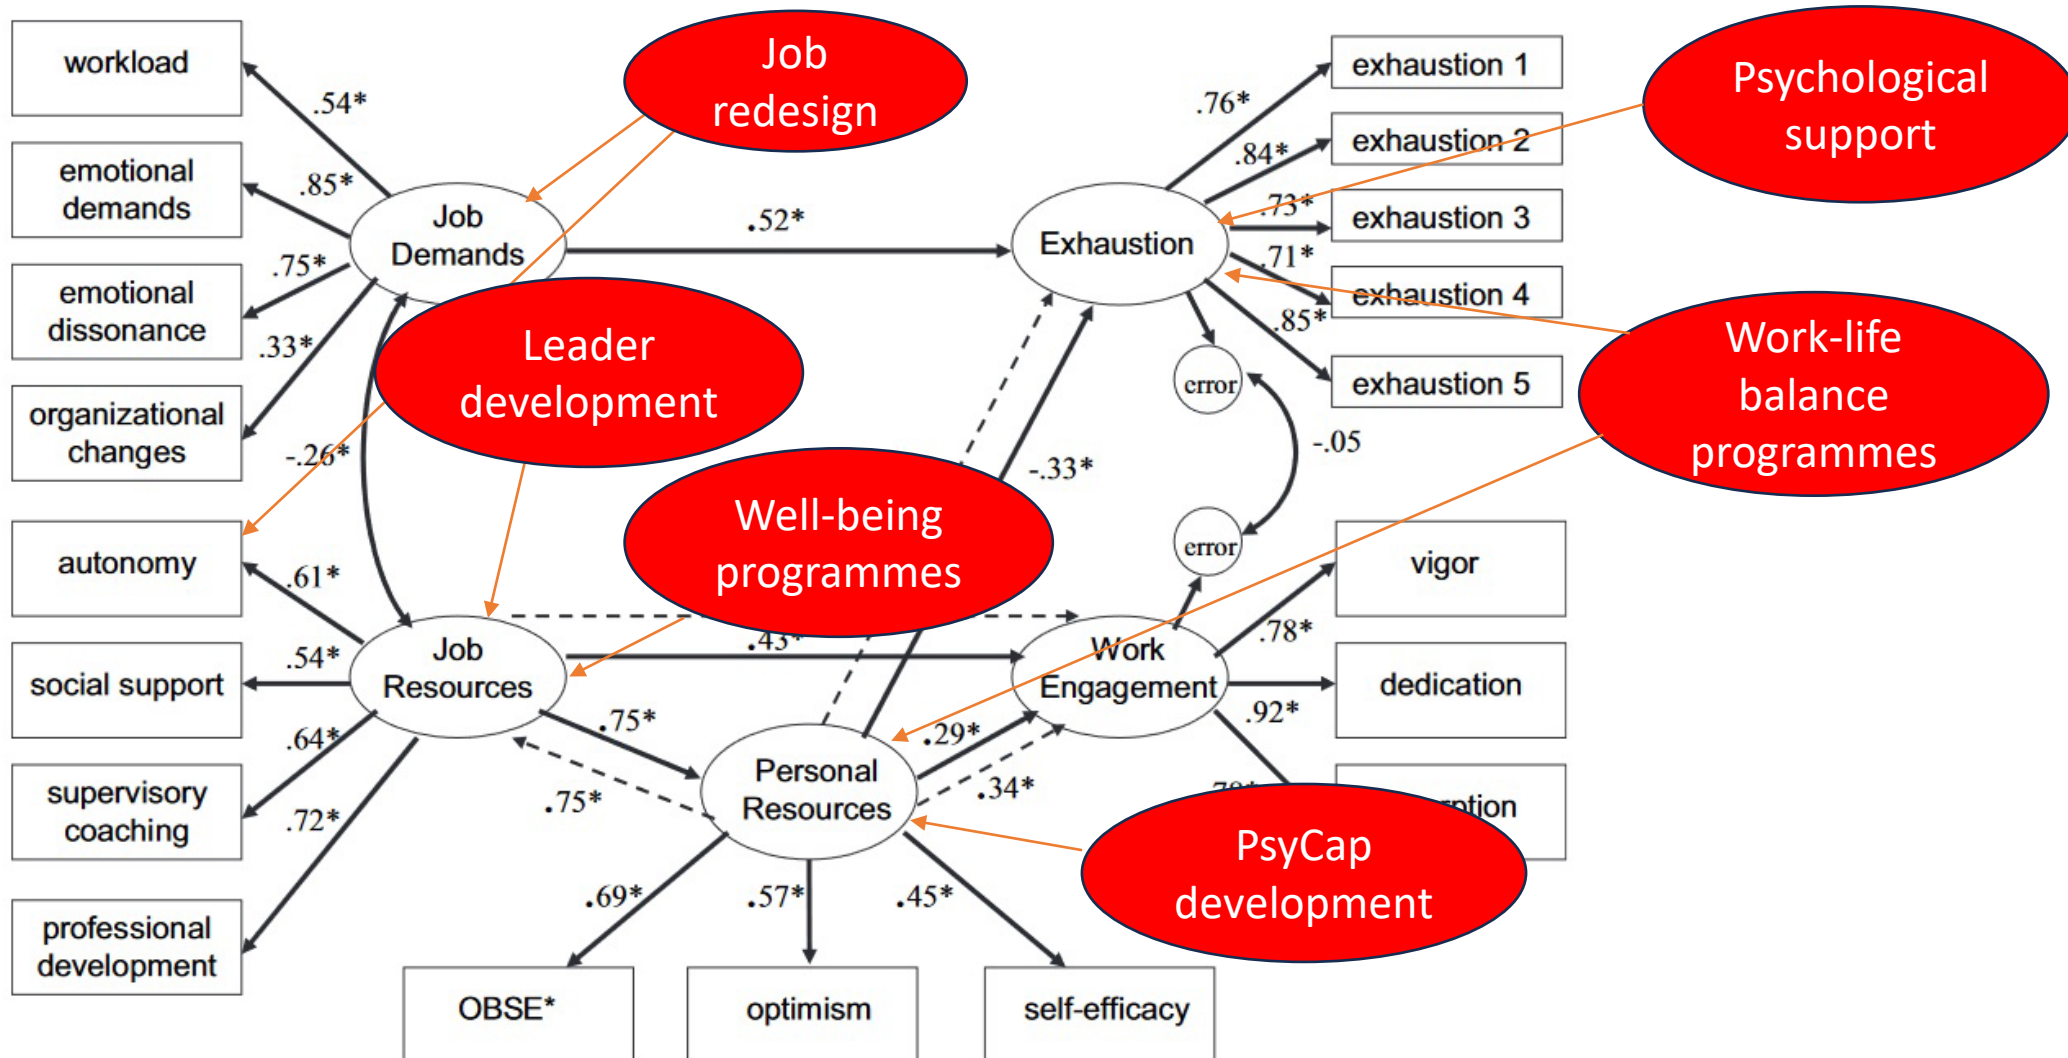 workload
.54*
emotional
demands
.85*
emotional
dissonance
.75*
organizational
changes
.33*
Job
Demands
Job
redesign
.52*
Exhaustion
.76*
exhaustion 1
.84*
exhaustion 2
.73*
exhaustion 3
.71*
exhaustion 4
.85*
exhaustion 5
Psychological
support
Work-life
balance
programmes
error
-.05
error
Leader
development
-.26*
-.33*
Well-being
programmes
autonomy
.61*
social support
.54*
supervisory
coaching
.64*
professional
development
.72*
Job
Resources
.43*
Work
Engagement
vigor
.78*
dedication
.92*
.75*
.75*
Personal
Resources
.29*
.34*
PsyCap
development
.69*
.57*
.45*
OBSE*
optimism
self-efficacy